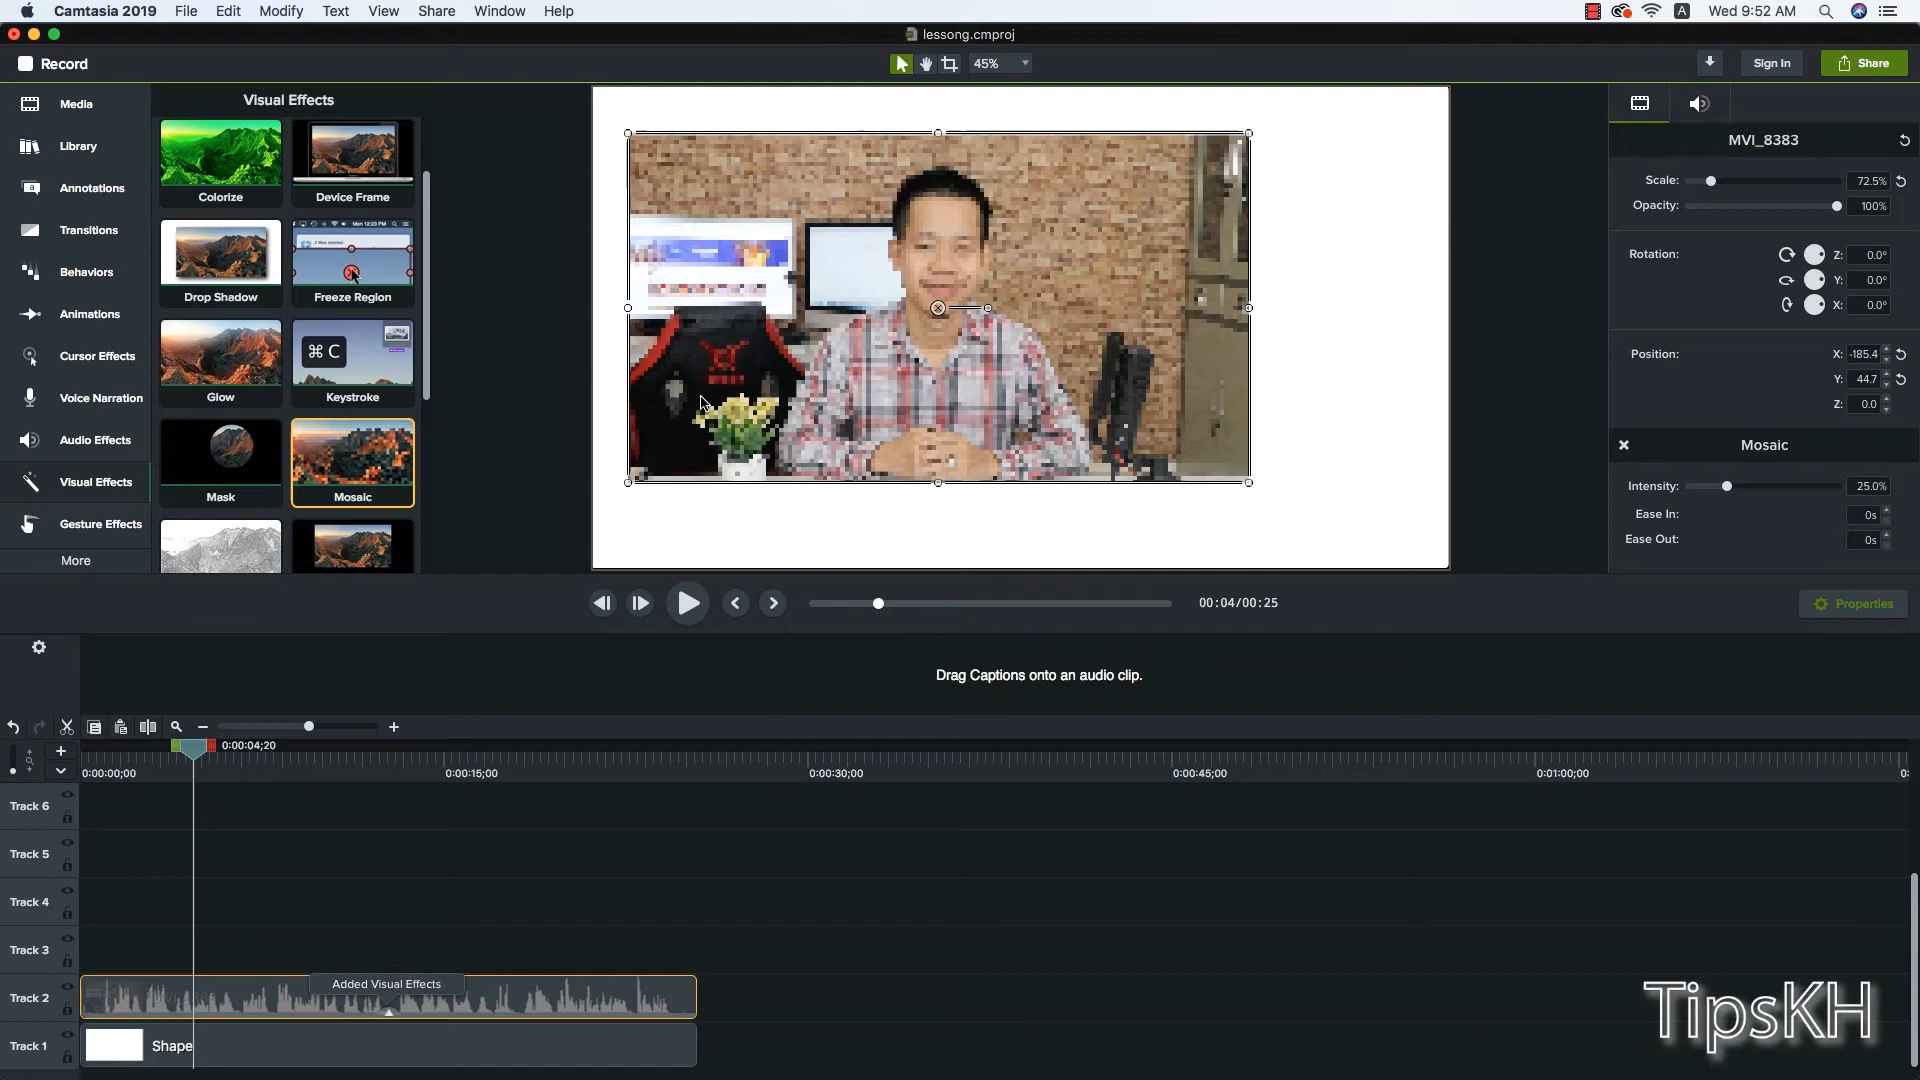 Camtasia 2019 File Edit Modify Text View Share Window Help
A Wed 9:52 AM
lessong.cmproj
Record
45%
Sign In
Share
Media
Library
Annotations
Transitions
Behaviors
Animations
Cursor Effects
Voice Narration
Audio Effects
Visual Effects
Gesture Effects
More
Visual Effects
Colorize
Device Frame
Drop Shadow
Freeze Region
Glow
⌘ C
Keystroke
Mask
Mosaic
MVI_8383
Scale: 72.5%
Opacity: 100%
Rotation: Z: 0.0°
Y: 0.0°
X: 0.0°
Position: X: -185.4
Y: 44.7
Z: 0.0
Mosaic
Intensity: 25.0%
Ease In: 0s
Ease Out: 0s
00:04/00:25
Properties
Drag Captions onto an audio clip.
0:00:04;20
0:00:00;00 0:00:15;00 0:00:30;00 0:00:45;00 0:01:00;00 0:
Track 6
Track 5
Track 4
Track 3
Track 2
Added Visual Effects
Track 1
Shape
TipsKH